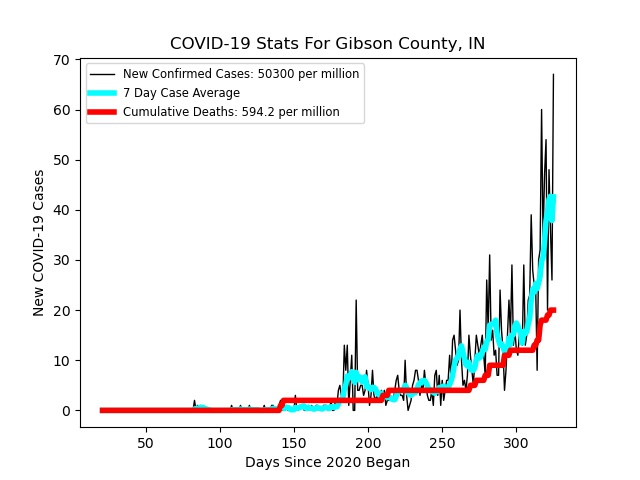 COVID-19 Stats For Gibson County, IN
New Confirmed Cases: 50300 per million
7 Day Case Average
Cumulative Deaths: 594.2 per million
New COVID-19 Cases
70
60
50
40
30
20
10
0
50 100 150 200 250 300
Days Since 2020 Began